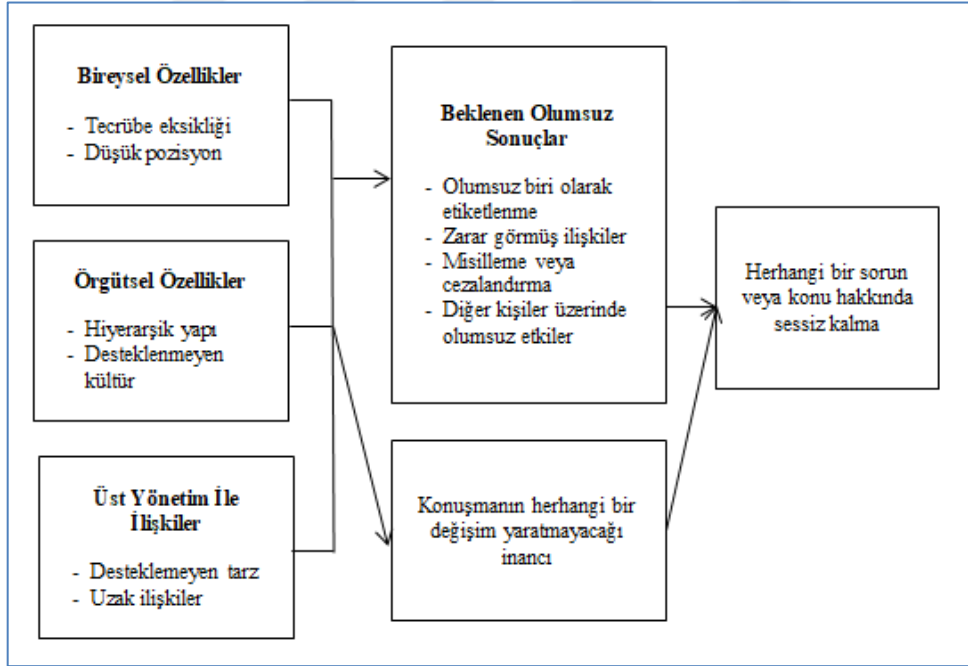 Bireysel Özellikler
- Tecrübe eksikliği
- Düşük pozisyon
Örgütsel Özellikler
- Hiyerarşik yapı
- Desteklenmeyen
kültür
Üst Yönetim İle
İlişkiler
- Desteklemeyen tarz
- Uzak ilişkiler
Beklenen Olumsuz
Sonuçlar
- Olumsuz biri olarak
etiketlenme
- Zarar görmüş ilişkiler
- Misilleme veya
cezalandırma
- Diğer kişiler üzerinde
olumsuz etkiler
Konuşmanın herhangi bir
değişim yaratmayacağı
inancı
Herhangi bir sorun
veya konu hakkında
sessiz kalma